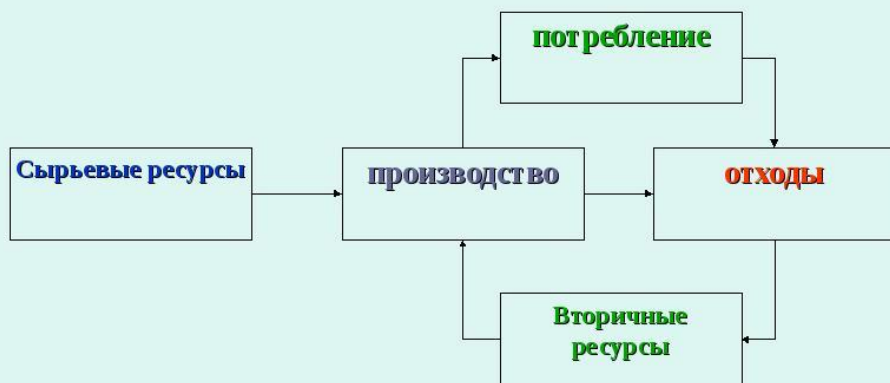 потребление
Сырьевые ресурсы
производство
отходы
Вторичные
ресурсы